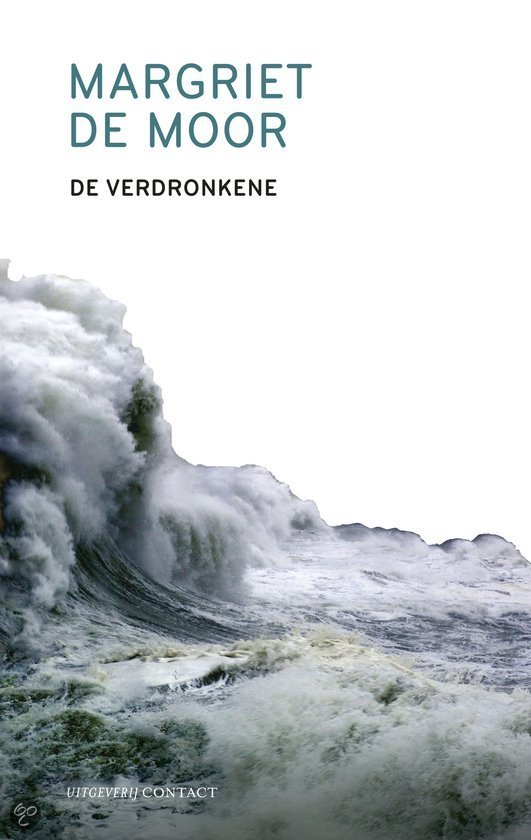 MARGRIET
DE MOOR
DE VERDRONKENE
UITGEVERIJ CONTACT